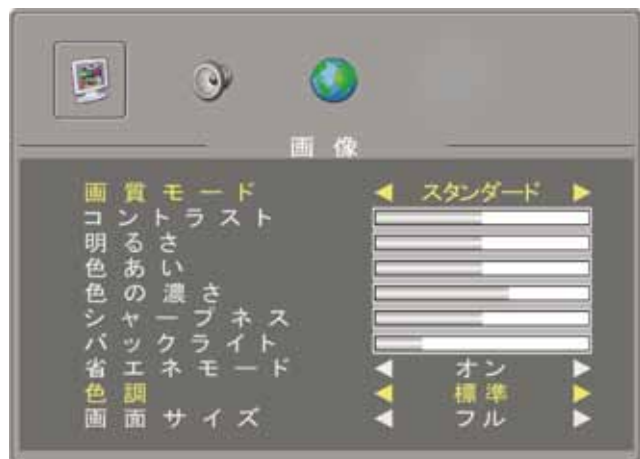 画像
画質モード ◀ スタンダード ▶
コントラスト
明るさ
色あい
色の濃さ
シャープネス
バックライト
省エネモード ◀ オン ▶
色調 ◀ 標準 ▶
画面サイズ ◀ フル ▶